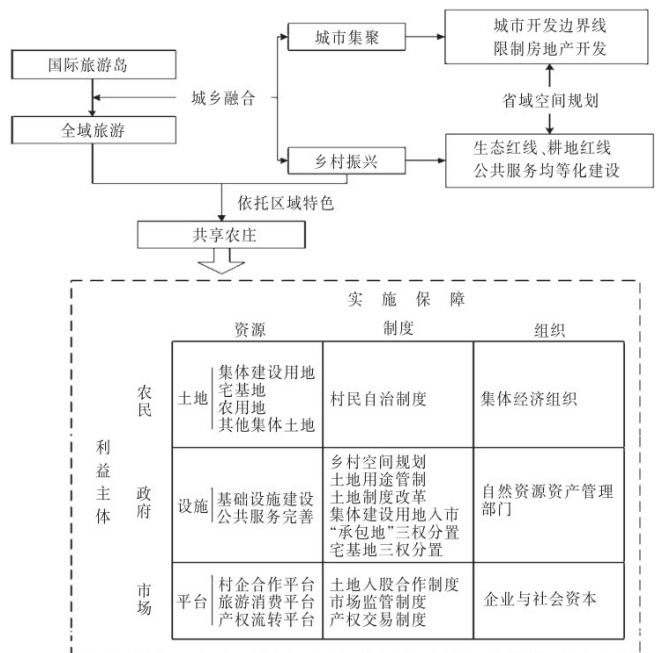 城市集聚
城市开发边界线
限制房地产开发
国际旅游岛
城乡融合
省域空间规划
全域旅游
乡村振兴
生态红线、耕地红线
公共服务均等化建设
依托区域特色
共享农庄
实施保障
资源
制度
组织
利益主体
农民
土地
集体建设用地
宅基地
农用地
其他集体土地
村民自治制度
集体经济组织
政府
设施
基础设施建设
公共服务完善
乡村空间规划
土地用途管制
土地制度改革
集体建设用地入市
“承包地”三权分置
宅基地三权分置
自然资源资产管理
部门
市场
平台
村企合作平台
旅游消费平台
产权流转平台
土地入股合作制度
市场监管制度
产权交易制度
企业与社会资本